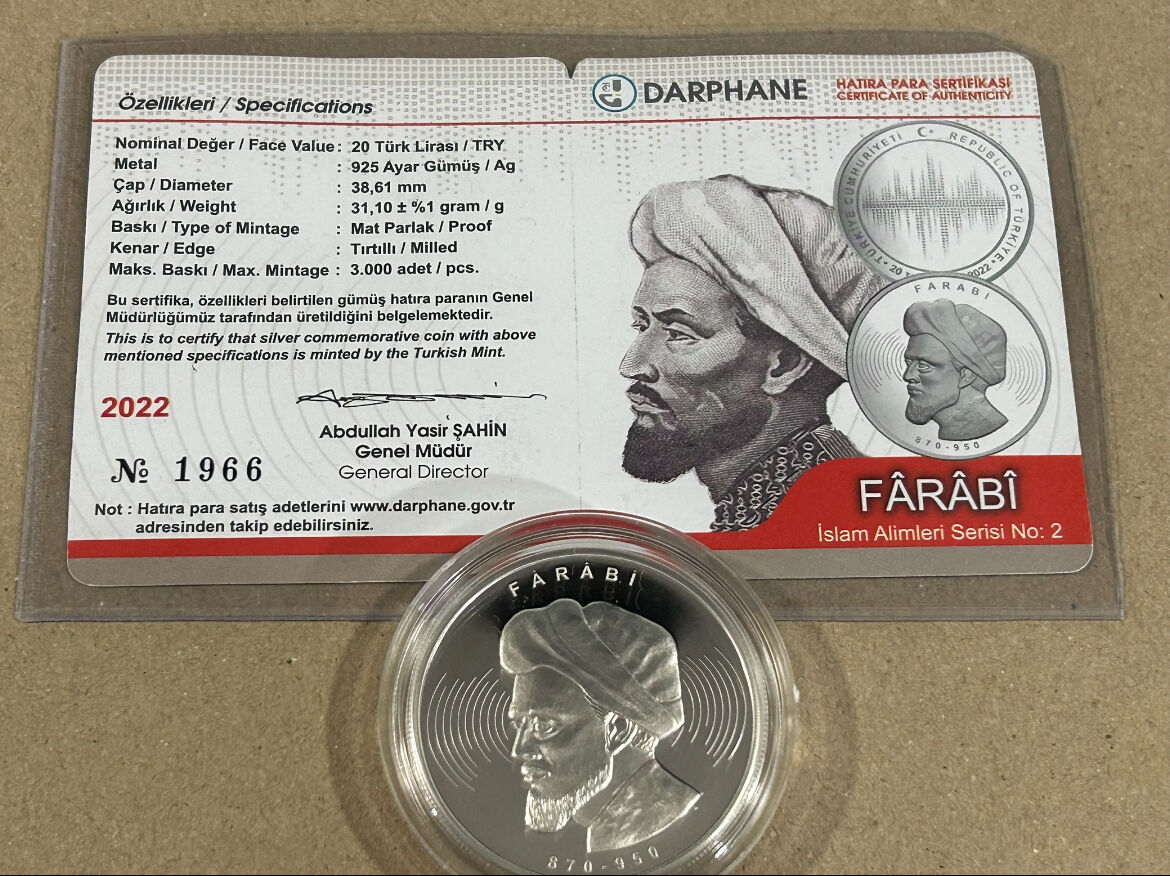 Özellikleri / Specifications
Nominal Değer / Face Value : 20 Türk Lirası / TRY
Metal : 925 Ayar Gümüş / Ag
Çap / Diameter : 38,61 mm
Ağırlık / Weight : 31,10 ± %1 gram / g
Baskı / Type of Mintage : Mat Parlak / Proof
Kenar / Edge : Tırtıllı / Milled
Maks. Baskı / Max. Mintage : 3.000 adet / pcs.
Bu sertifika, özellikleri belirtilen gümüş hatıra paranın Genel
Müdürlüğümüz tarafından üretildiğini belgelemektedir.
This is to certify that silver commemorative coin with above
mentioned specifications is minted by the Turkish Mint.
2022
Abdullah Yasir ŞAHİN
Genel Müdür
General Director
№ 1966
Not : Hatıra para satış adetlerini www.darphane.gov.tr
adresinden takip edebilirsiniz.
DARPHANE
HATIRA PARA SERTİFİKASI
CERTIFICATE OF AUTHENTICITY
TÜRKİYE CUMHURİYETİ REPUBLIC OF TÜRKİYE
20 2022
FARABİ
870-950
FÂRÂBÎ
İslam Alimleri Serisi No: 2
FÂRÂBÎ
870-950